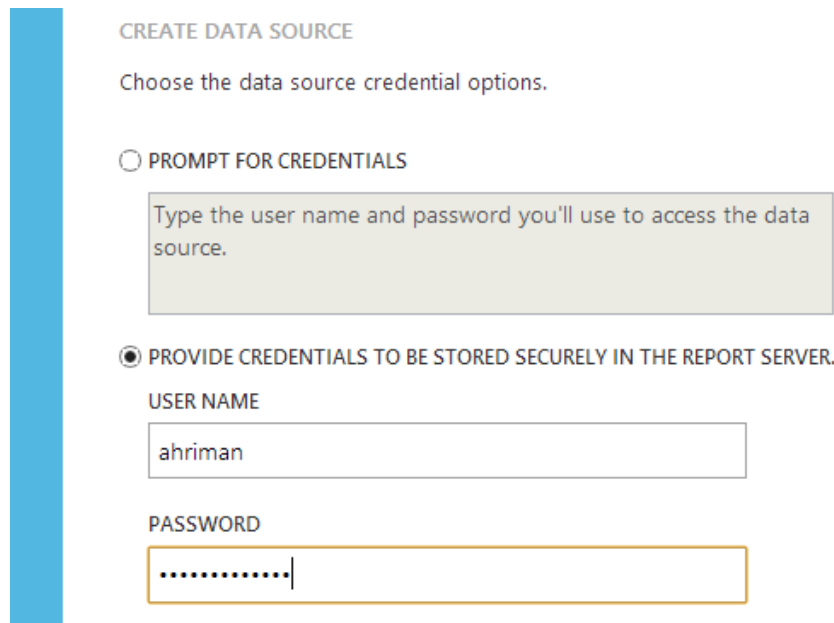 CREATE DATA SOURCE
Choose the data source credential options.
PROMPT FOR CREDENTIALS
Type the user name and password you'll use to access the data
source.
PROVIDE CREDENTIALS TO BE STORED SECURELY IN THE REPORT SERVER.
USER NAME
ahriman
PASSWORD
•••••••••••••